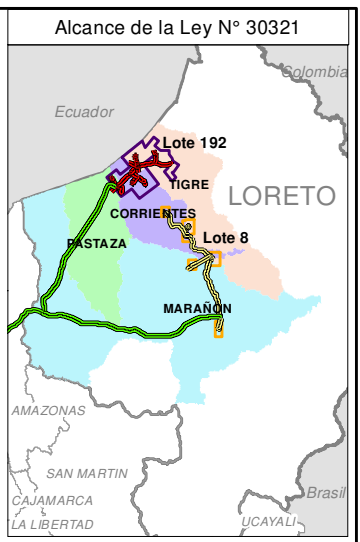 Alcance de la Ley N° 30321
Colombia
Ecuador
Lote 192
TIGRE
LORETO
CORRIENTES
Lote 8
PASTAZA
MARAÑON
AMAZONAS
SAN MARTIN
Brasil
CAJAMARCA
LA LIBERTAD
UCAYALI